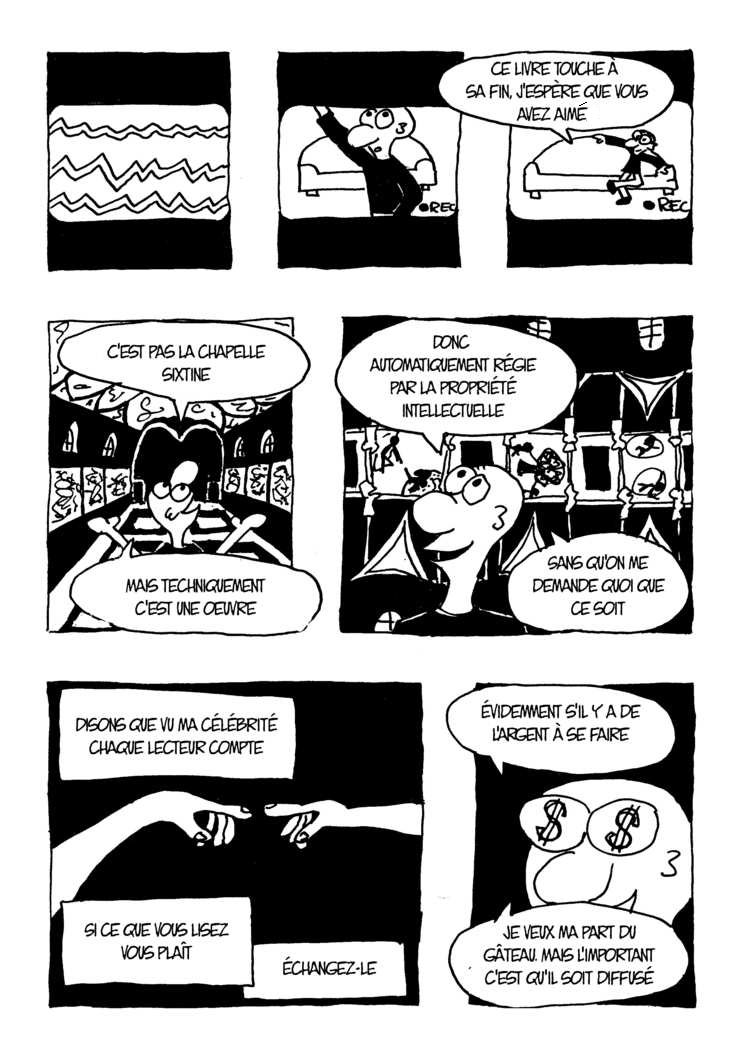 REC
CE LIVRE TOUCHE À
SA FIN, J'ESPÈRE QUE VOUS
AVEZ AIMÉ
REC
C'EST PAS LA CHAPELLE
SIXTINE
MAIS TECHNIQUEMENT
C'EST UNE OEUVRE
DONC
AUTOMATIQUEMENT RÉGIE
PAR LA PROPRIÉTÉ
INTELLECTUELLE
SANS QU'ON ME
DEMANDE QUOI QUE
CE SOIT
DISONS QUE VU MA CÉLÉBRITÉ
CHAQUE LECTEUR COMPTE
SI CE QUE VOUS LISEZ
VOUS PLAÎT
ÉCHANGEZ-LE
ÉVIDEMMENT S'IL Y A DE
L'ARGENT À SE FAIRE
$ $
JE VEUX MA PART DU
GÂTEAU. MAIS L'IMPORTANT
C'EST QU'IL SOIT DIFFUSÉ